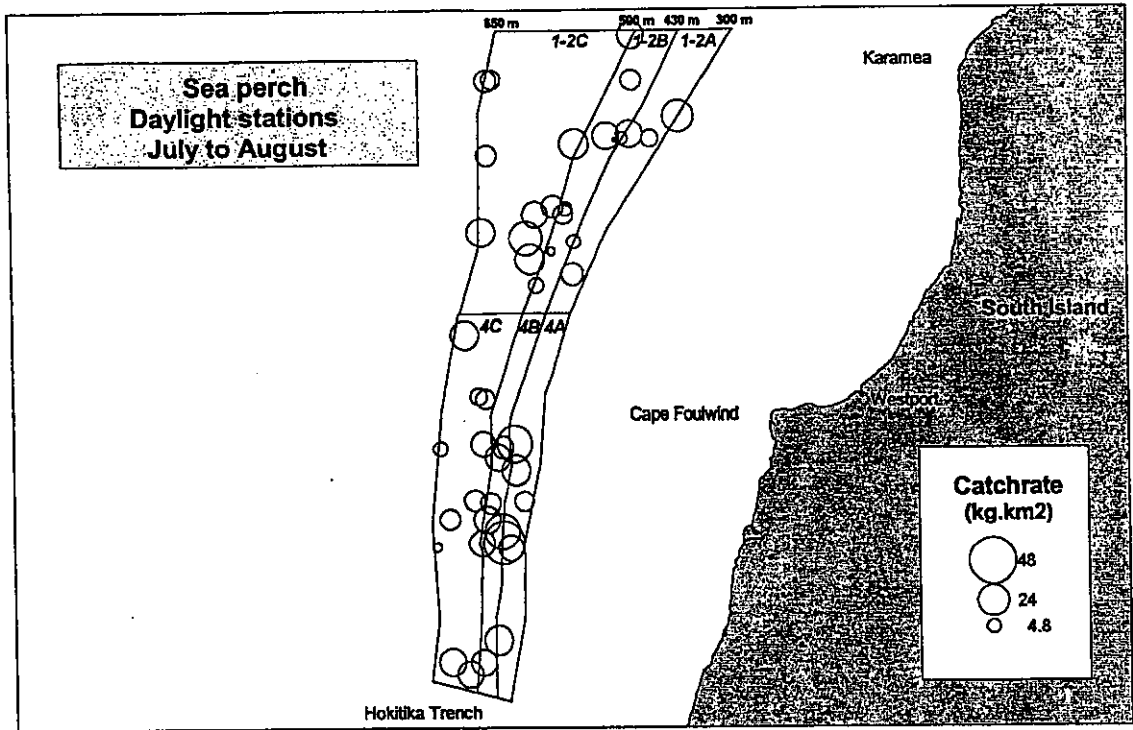 650 m 500 m 430 m 300 m
1-2C 1-2B 1-2A
Karamea
Sea perch
Daylight stations
July to August
South Island
4C 4B 4A
Westport
Cape Foulwind
Catchrate
(kg.km2)
48
24
4.8
Hokitika Trench